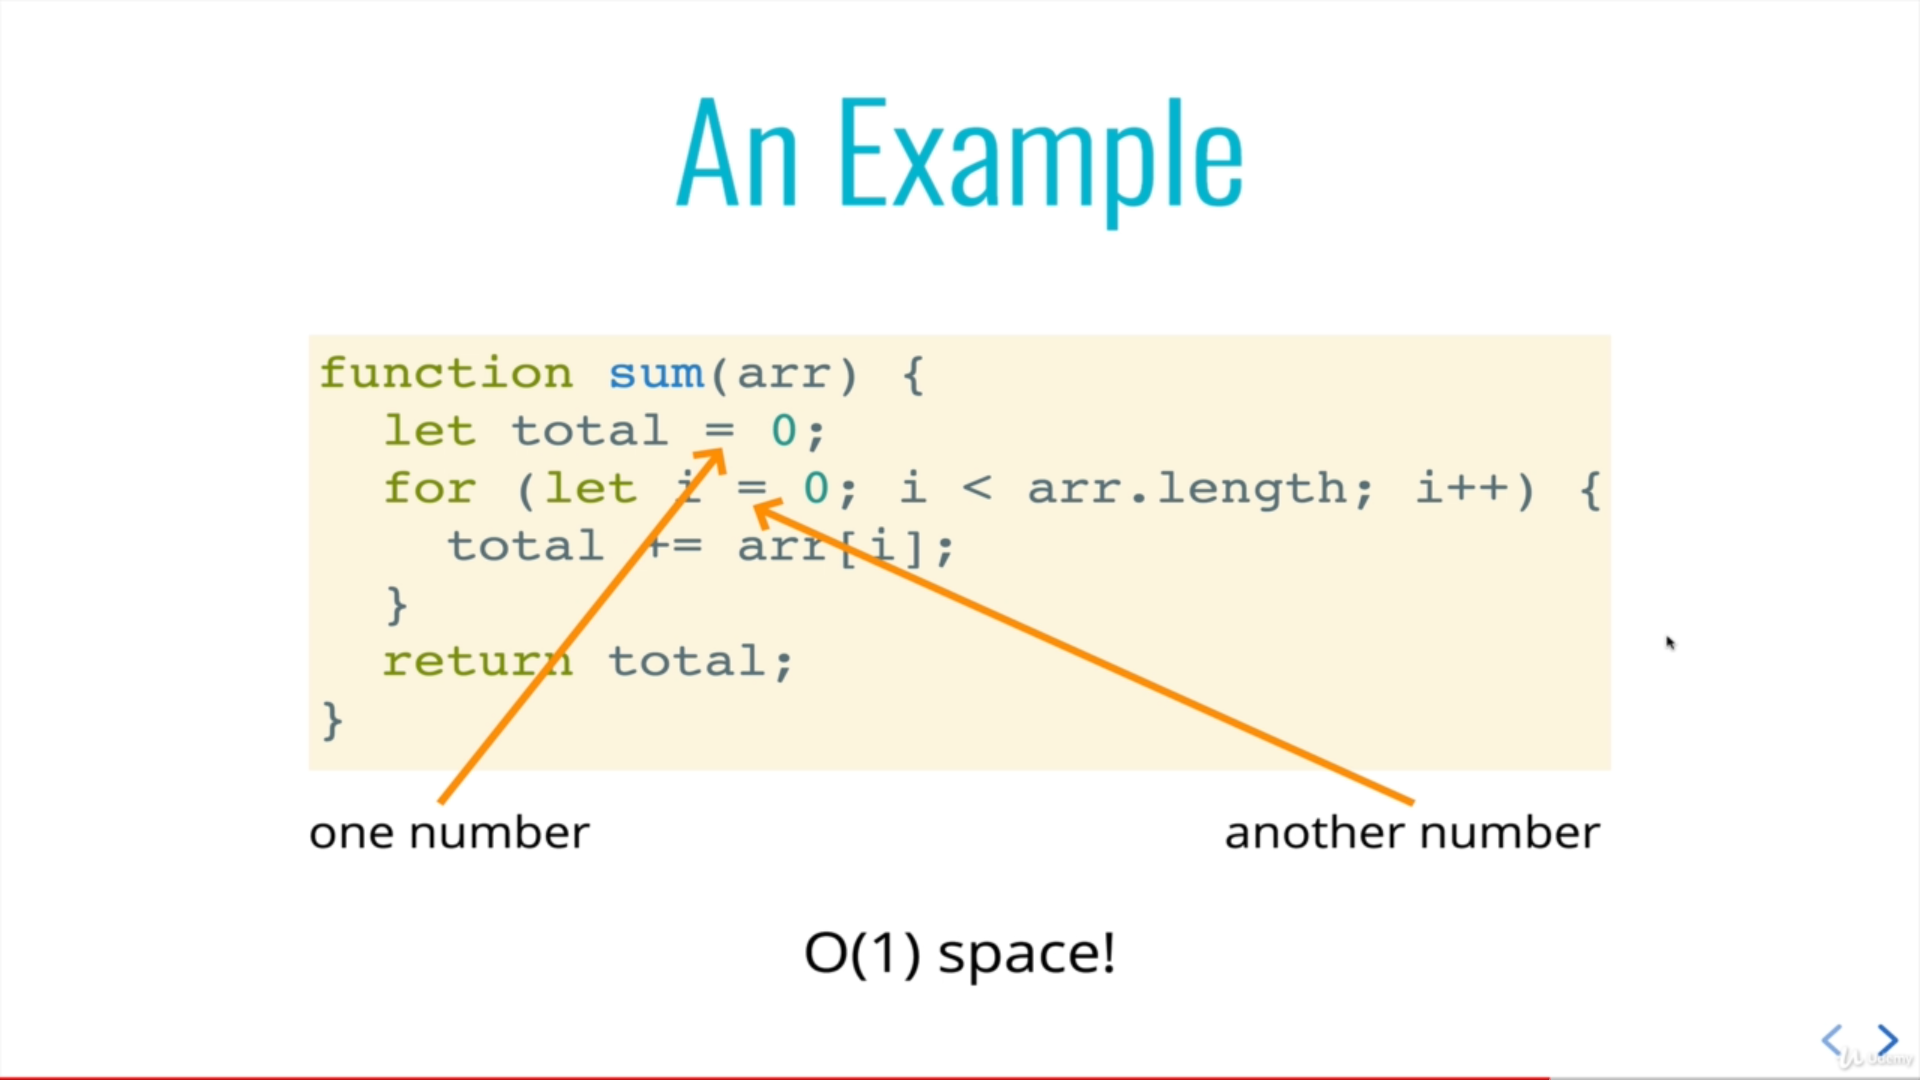 An Example
function sum(arr) {
  let total = 0;
  for (let i = 0; i < arr.length; i++) {
    total += arr[i];
  }
  return total;
}
one number
another number
O(1) space!
Udemy